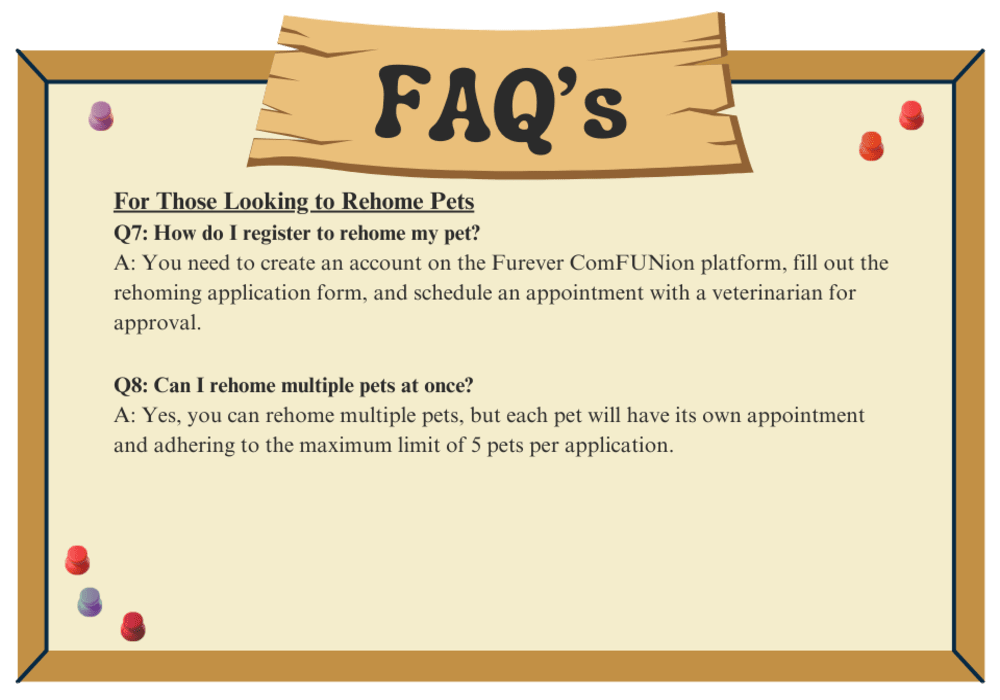 FAQ's
For Those Looking to Rehome Pets
Q7: How do I register to rehome my pet?
A: You need to create an account on the Furever ComFUNion platform, fill out the
rehoming application form, and schedule an appointment with a veterinarian for
approval.
Q8: Can I rehome multiple pets at once?
A: Yes, you can rehome multiple pets, but each pet will have its own appointment
and adhering to the maximum limit of 5 pets per application.